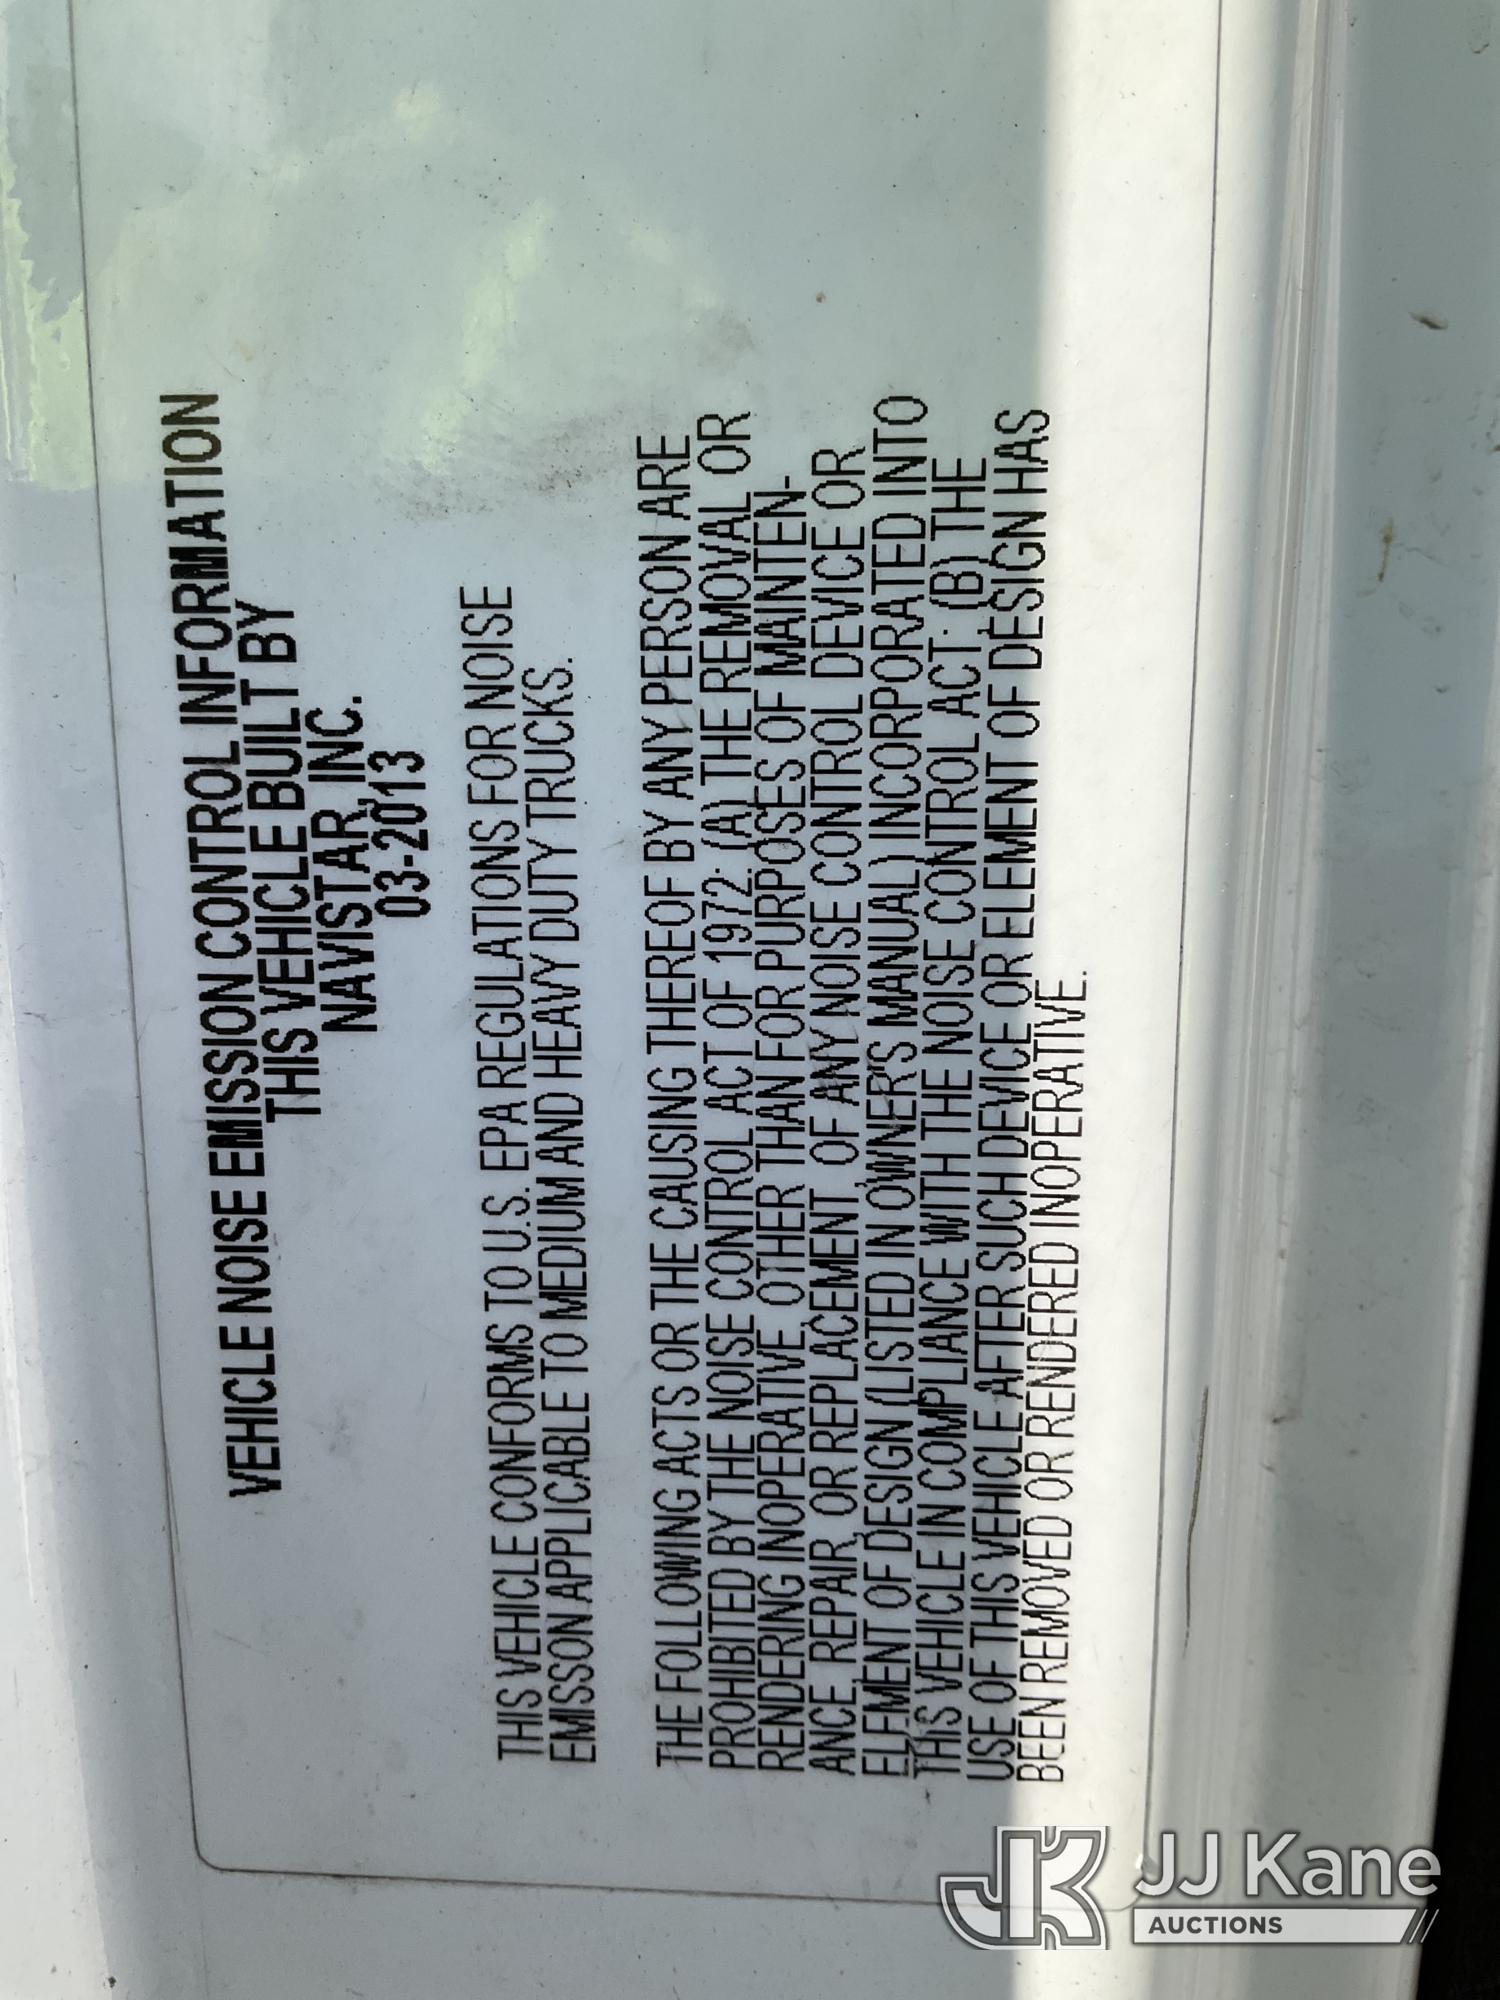 VEHICLE NOISE EMISSION CONTROL INFORMATION
THIS VEHICLE BUILT BY
NAVISTAR, INC.
03-2013
THIS VEHICLE CONFORMS TO U.S. EPA REGULATIONS FOR NOISE
EMISSON APPLICABLE TO MEDIUM AND HEAVY DUTY TRUCKS.
THE FOLLOWING ACTS OR THE CAUSING THEREOF BY ANY PERSON ARE
PROHIBITED BY THE NOISE CONTROL ACT OF 1972: (A) THE REMOVAL OR
RENDERING INOPERATIVE, OTHER THAN FOR PURPOSES OF MAINTEN-
ANCE, REPAIR, OR REPLACEMENT, OF ANY NOISE CONTROL DEVICE OR
ELEMENT OF DESIGN (LISTED IN OWNERS MANUAL) INCORPORATED INTO
THIS VEHICLE IN COMPLIANCE WITH THE NOISE CONTROL ACT: (B) THE
USE OF THIS VEHICLE AFTER SUCH DEVICE OR ELEMENT OF DESIGN HAS
BEEN REMOVED OR RENDERED INOPERATIVE.
JK JJ Kane
AUCTIONS